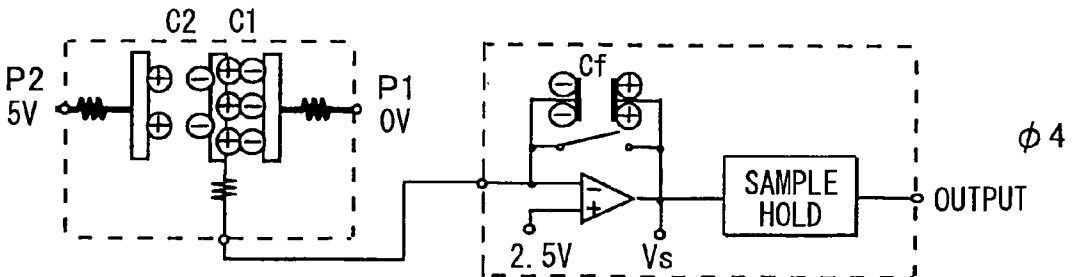 C2 C1
P2
5V
P1
0V
Cf
2.5V
Vs
SAMPLE
HOLD
OUTPUT
φ4